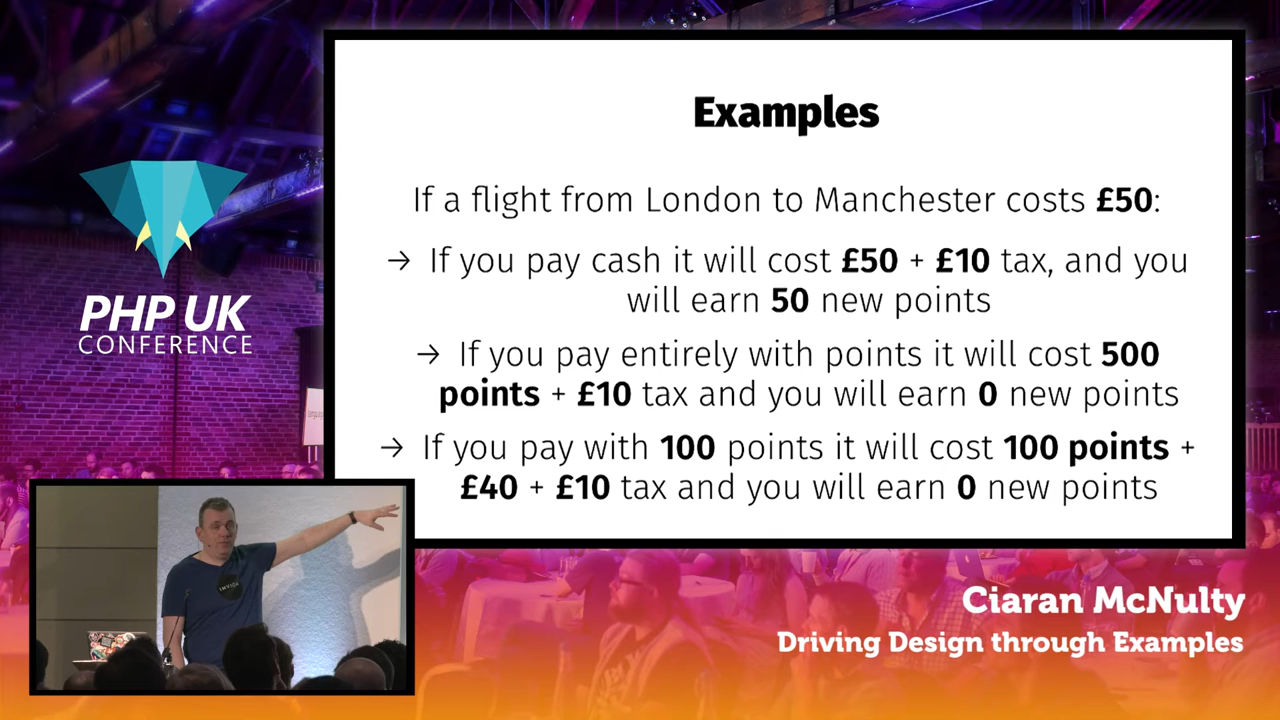 Examples
If a flight from London to Manchester costs £50:
→ If you pay cash it will cost £50 + £10 tax, and you
will earn 50 new points
→ If you pay entirely with points it will cost 500
points + £10 tax and you will earn 0 new points
→ If you pay with 100 points it will cost 100 points +
£40 + £10 tax and you will earn 0 new points
PHP UK
CONFERENCE
INVIQA
Ciaran McNulty
Driving Design through Examples